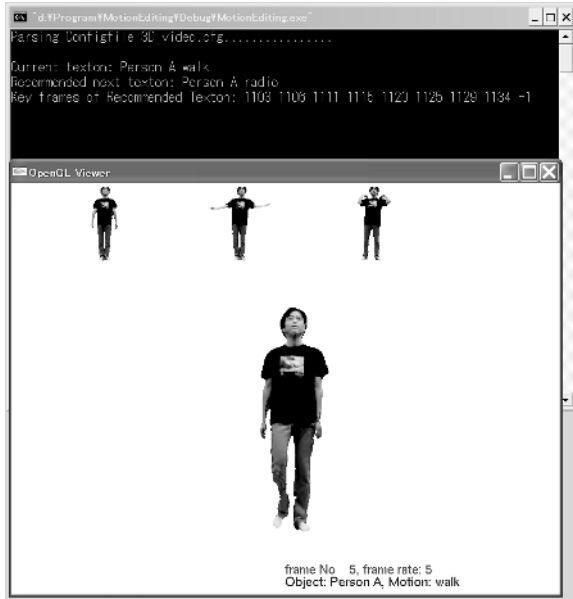 "d:¥Program¥MotionEditing¥Debug¥MotionEditing.exe"
Parsing Configfile 3D_video.cfg...............
Current texton: Person A walk
Recommended next texton: Person A radio
Key frames of Recommended Texton: 1103 1106 1111 1115 1120 1125 1129 1134 -1
OpenGL Viewer
frame No 5, frame rate: 5
Object: Person A, Motion: walk